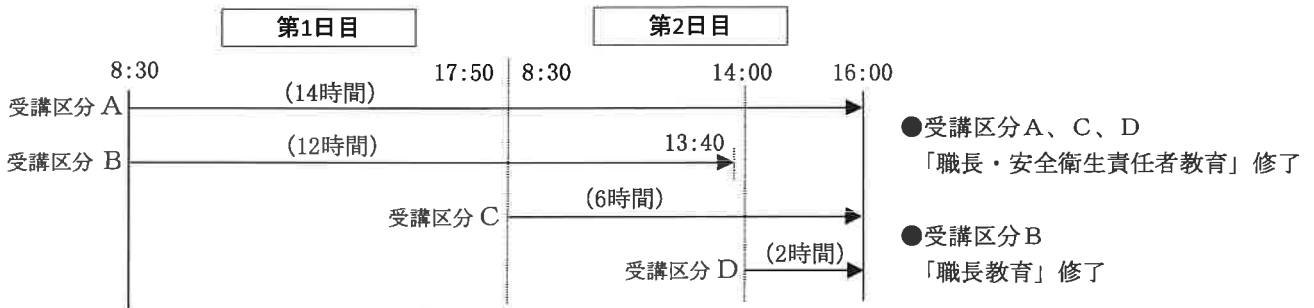 第1日目 第2日目
8:30 17:50 8:30 14:00 16:00
受講区分A (14時間)
受講区分 B (12時間) 13:40
受講区分 C (6時間)
受講区分 D (2時間)
●受講区分A、C、D
「職長・安全衛生責任者教育」修了
●受講区分B
「職長教育」修了